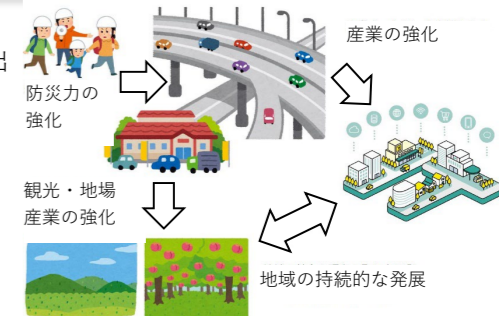 産業の強化
出
防災力の
強化
観光・地場
産業の強化
地域の持続的な発展